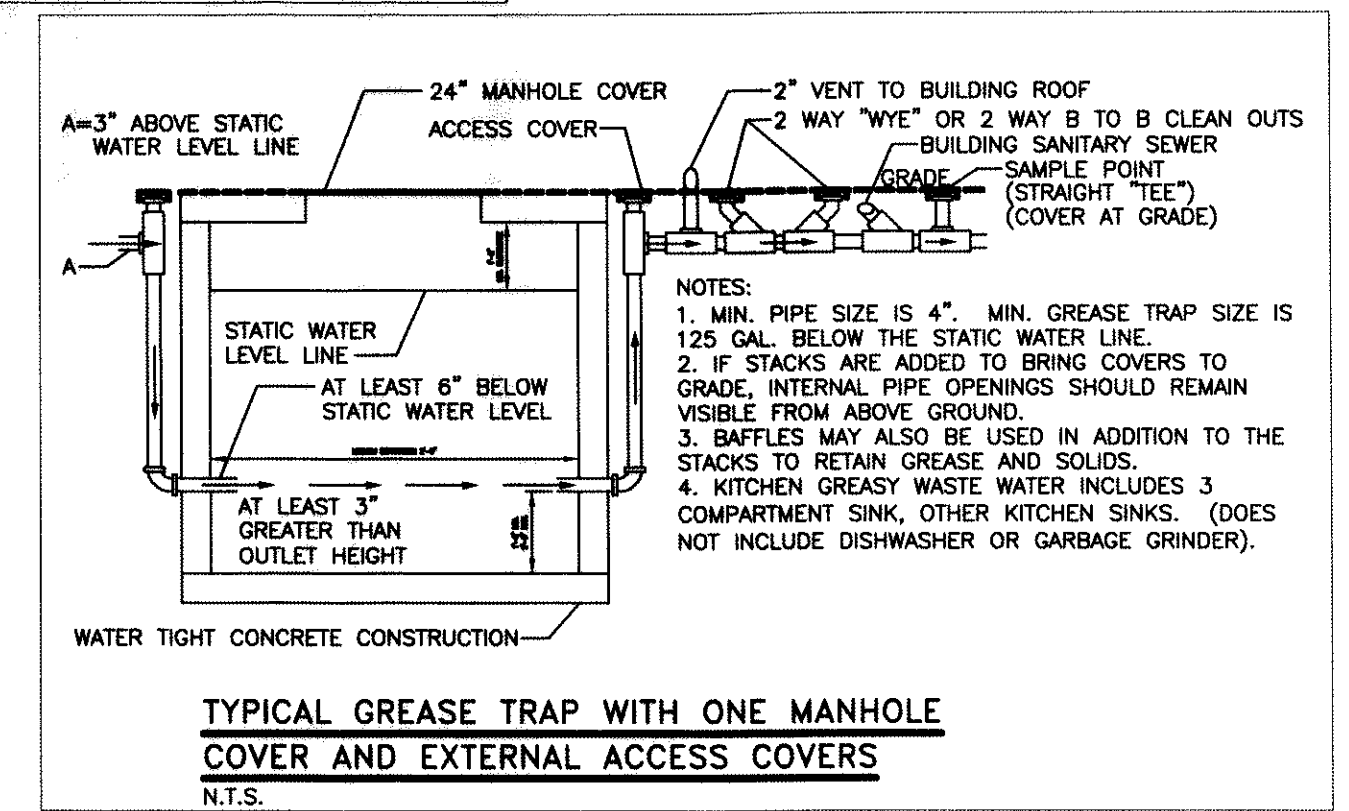 24" MANHOLE COVER
2" VENT TO BUILDING ROOF
A=3" ABOVE STATIC
WATER LEVEL LINE
ACCESS COVER
2 WAY "WYE" OR 2 WAY B TO B CLEAN OUTS
BUILDING SANITARY SEWER
GRADE
SAMPLE POINT
(STRAIGHT "TEE")
(COVER AT GRADE)
A
STATIC WATER
LEVEL LINE
AT LEAST 6" BELOW
STATIC WATER LEVEL
AT LEAST 3"
GREATER THAN
OUTLET HEIGHT
WATER TIGHT CONCRETE CONSTRUCTION
NOTES:
1. MIN. PIPE SIZE IS 4". MIN. GREASE TRAP SIZE IS
125 GAL. BELOW THE STATIC WATER LINE.
2. IF STACKS ARE ADDED TO BRING COVERS TO
GRADE, INTERNAL PIPE OPENINGS SHOULD REMAIN
VISIBLE FROM ABOVE GROUND.
3. BAFFLES MAY ALSO BE USED IN ADDITION TO THE
STACKS TO RETAIN GREASE AND SOLIDS.
4. KITCHEN GREASY WASTE WATER INCLUDES 3
COMPARTMENT SINK, OTHER KITCHEN SINKS. (DOES
NOT INCLUDE DISHWASHER OR GARBAGE GRINDER).
TYPICAL GREASE TRAP WITH ONE MANHOLE
COVER AND EXTERNAL ACCESS COVERS
N.T.S.